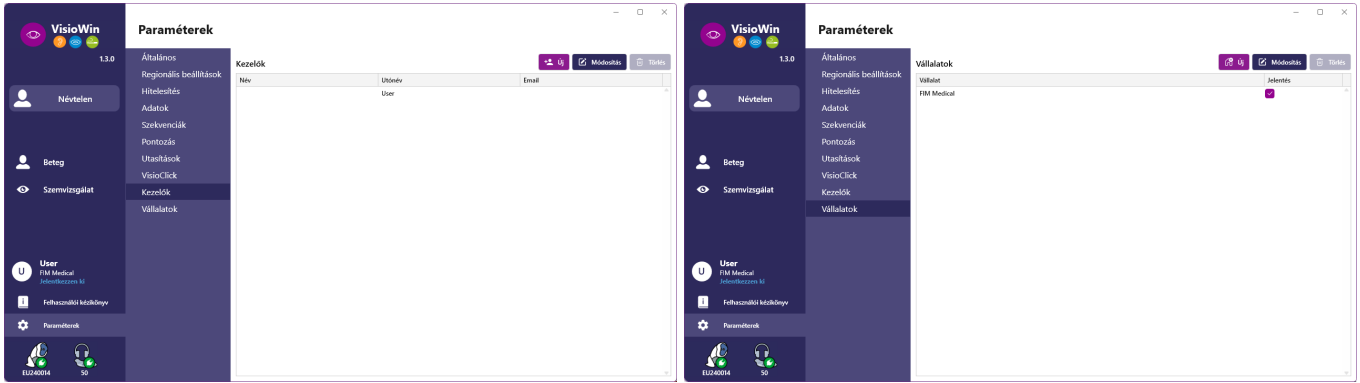 VisioWin
1.3.0
Névtelen
Beteg
Szemvizsgálat
U
User
FIM Medical
Jelentkezzen ki
Felhasználói kézikönyv
Paraméterek
EU240014
50
Paraméterek
Általános
Regionális beállítások
Hitelesítés
Adatok
Szekvenciák
Pontozás
Utasítások
VisioClick
Kezelők
Vállalatok
Kezelők
Új
Módosítás
Törlés
Név Utónév Email
User
VisioWin
1.3.0
Névtelen
Beteg
Szemvizsgálat
U
User
FIM Medical
Jelentkezzen ki
Felhasználói kézikönyv
Paraméterek
EU240014
50
Paraméterek
Általános
Regionális beállítások
Hitelesítés
Adatok
Szekvenciák
Pontozás
Utasítások
VisioClick
Kezelők
Vállalatok
Vállalatok
Új
Módosítás
Törlés
Vállalat Jelentés
FIM Medical